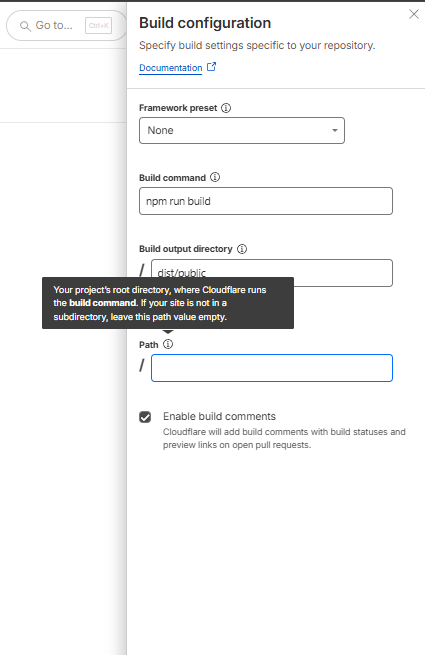 Go to...
Ctrl+K
Build configuration
Specify build settings specific to your repository.
Documentation
Framework preset
None
Build command
npm run build
Build output directory
/ dist/public
Your project's root directory, where Cloudflare runs
the build command. If your site is not in a
subdirectory, leave this path value empty.
Path
/
Enable build comments
Cloudflare will add build comments with build statuses and
preview links on open pull requests.